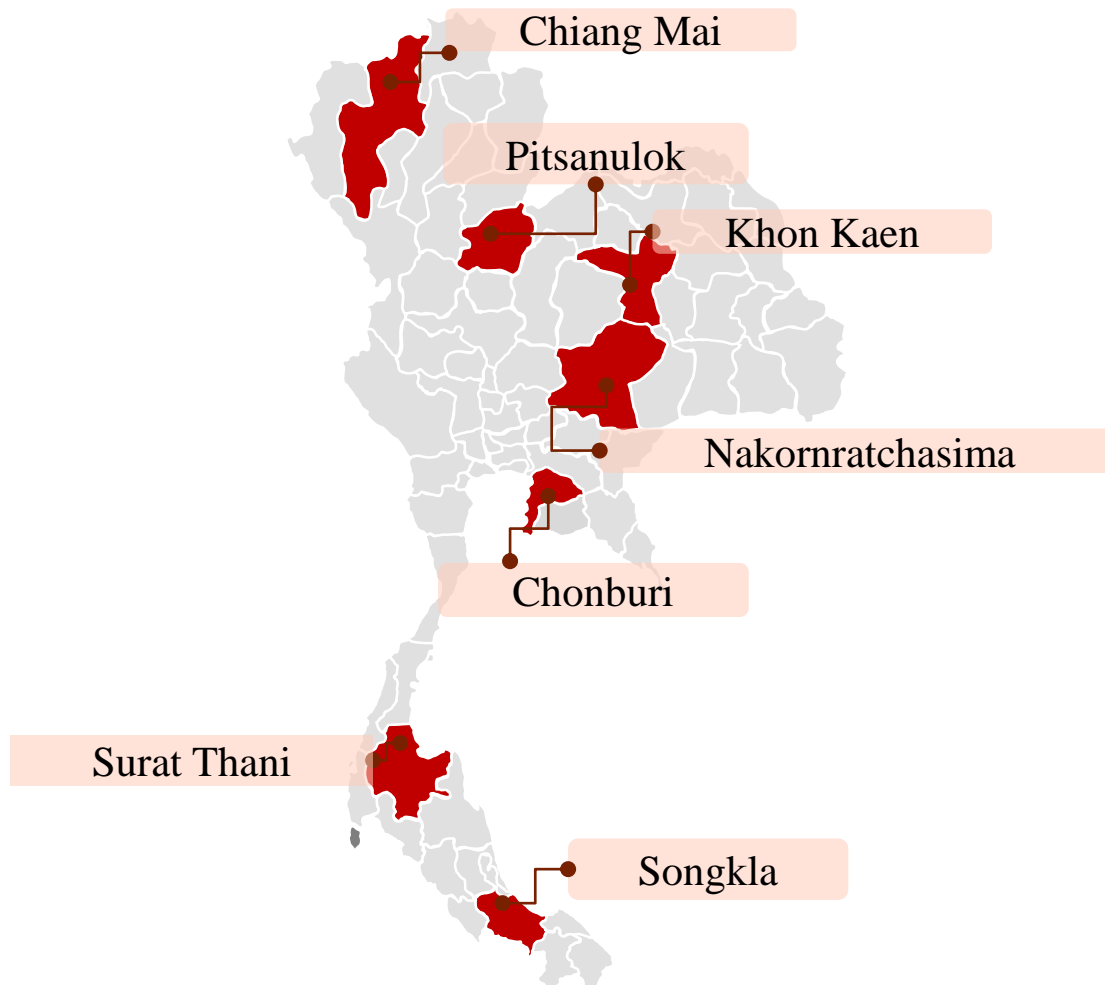 Chiang Mai
Pitsanulok
Khon Kaen
Nakornratchasima
Chonburi
Surat Thani
Songkla